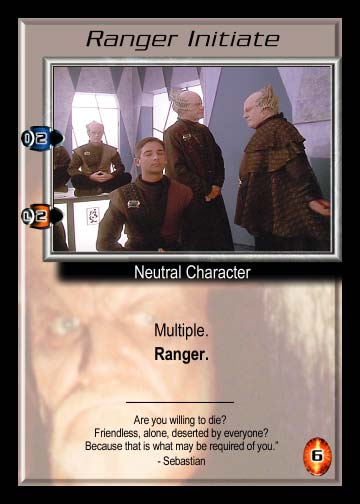 Ranger Initiate
D 2
L 2
Neutral Character
Multiple.
Ranger.
Are you willing to die?
Friendless, alone, deserted by everyone?
Because that is what may be required of you."
- Sebastian
6